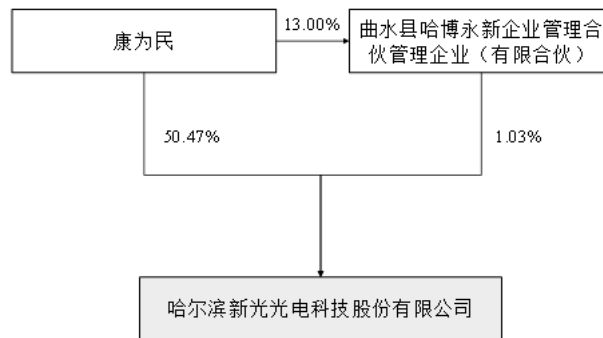 康为民
13.00%
曲水县哈博永新企业管理合
伙管理企业（有限合伙）
50.47%
1.03%
哈尔滨新光光电科技股份有限公司